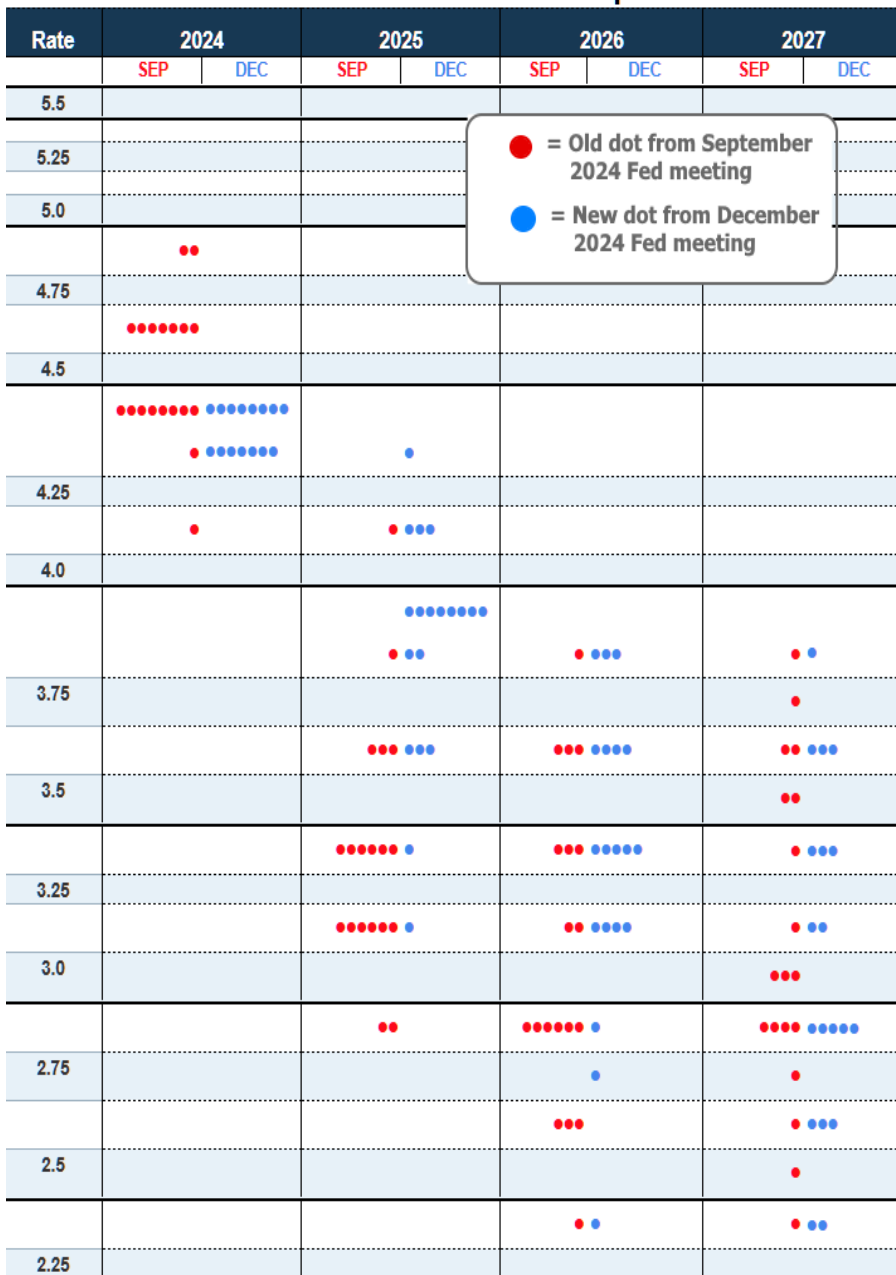 Rate 2024 2025 2026 2027
SEP DEC SEP DEC SEP DEC SEP DEC
5.5
= Old dot from September
2024 Fed meeting
5.25
= New dot from December
2024 Fed meeting
5.0
4.75
4.5
4.25
4.0
3.75
3.5
3.25
3.0
2.75
2.5
2.25